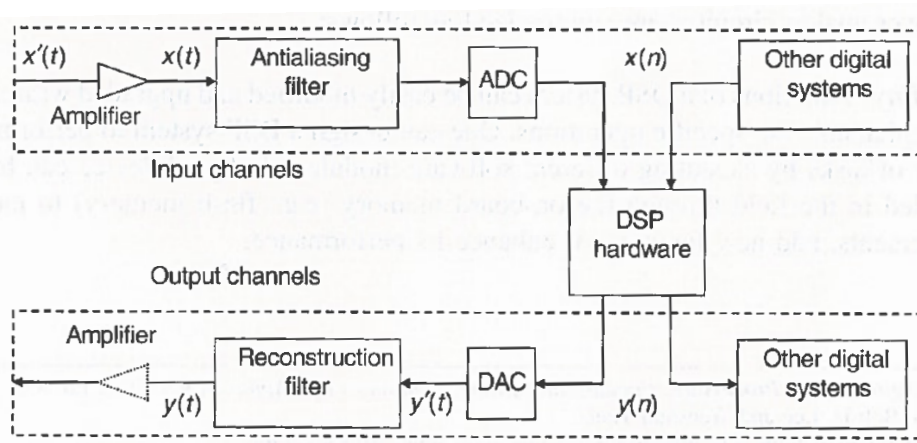 x′(t)
x(t)
Antialiasing
filter
ADC
x(n)
Other digital
systems
Amplifier
Input channels
DSP
hardware
Output channels
Amplifier
Reconstruction
filter
DAC
Other digital
systems
y(t)
y′(t)
y(n)